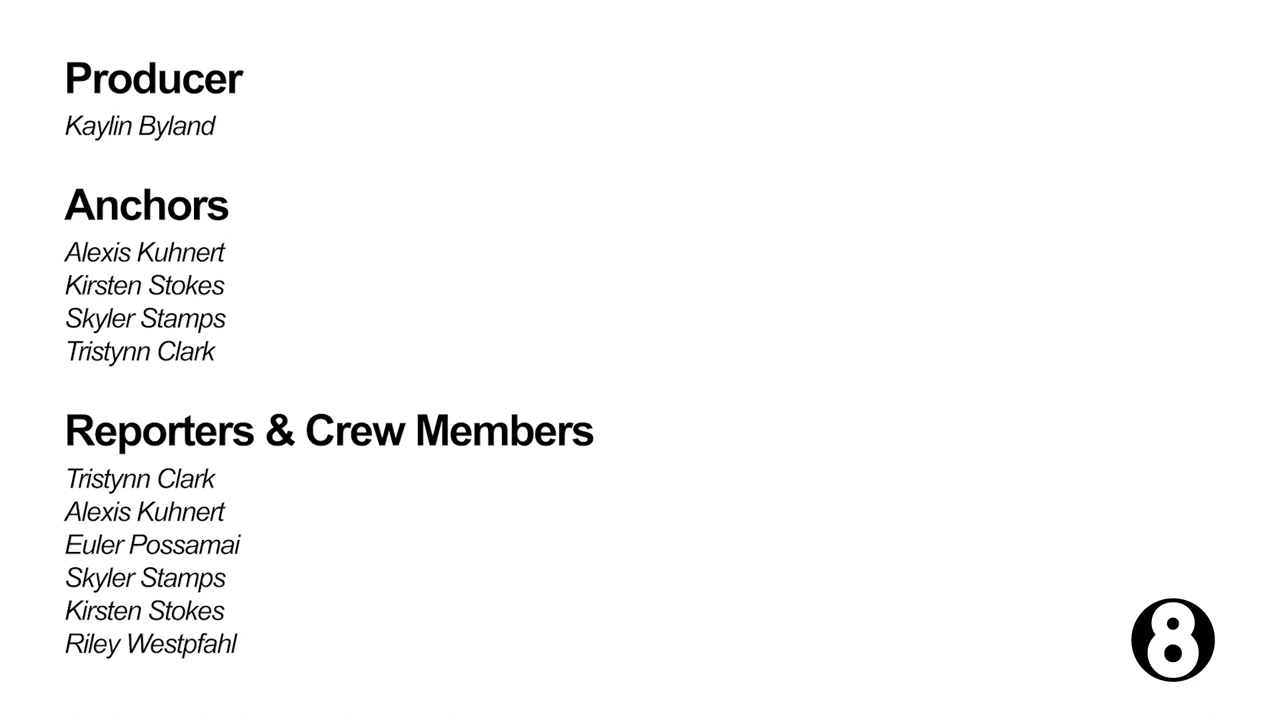 Producer
Kaylin Byland
Anchors
Alexis Kuhnert
Kirsten Stokes
Skyler Stamps
Tristynn Clark
Reporters & Crew Members
Tristynn Clark
Alexis Kuhnert
Euler Possamai
Skyler Stamps
Kirsten Stokes
Riley Westpfahl
8